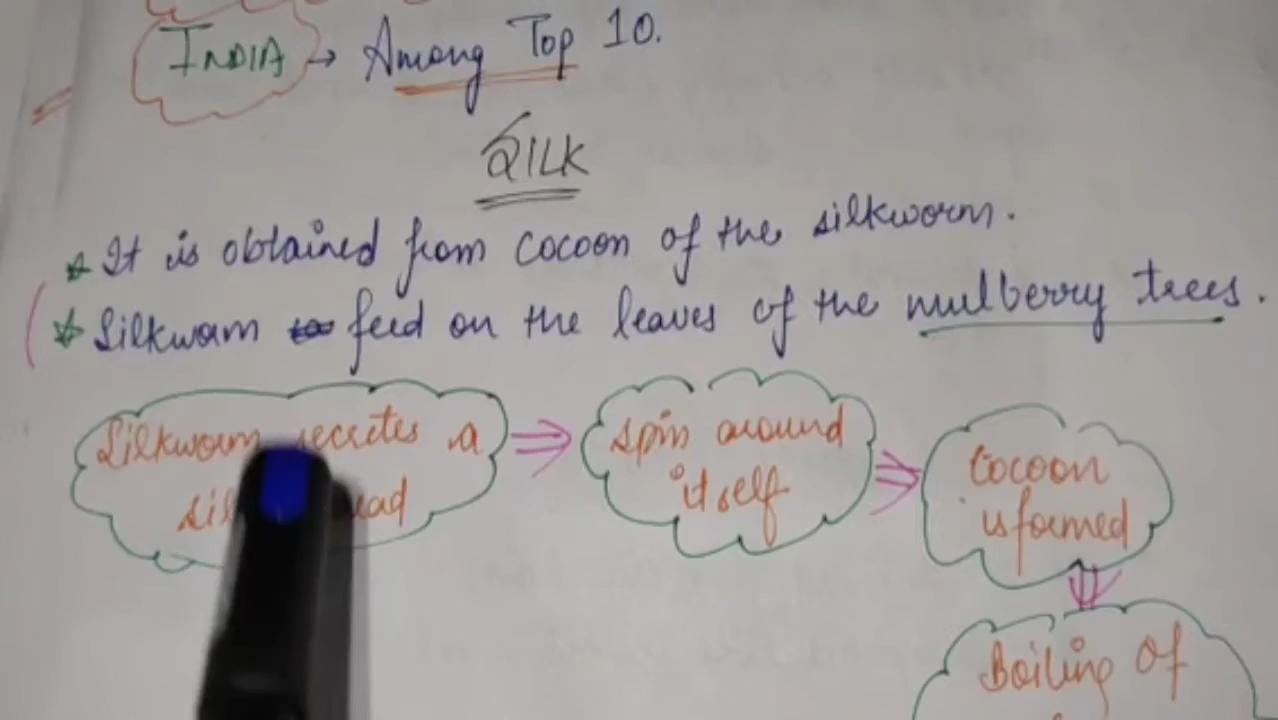 INDIA → Among Top 10.
SILK
It is obtained from cocoon of the silkworm.
Silkwarm feed on the leaves of the mulberry trees.
Silkworm secretes a
spin around
itself
Cocoon
is formed
Boiling Of